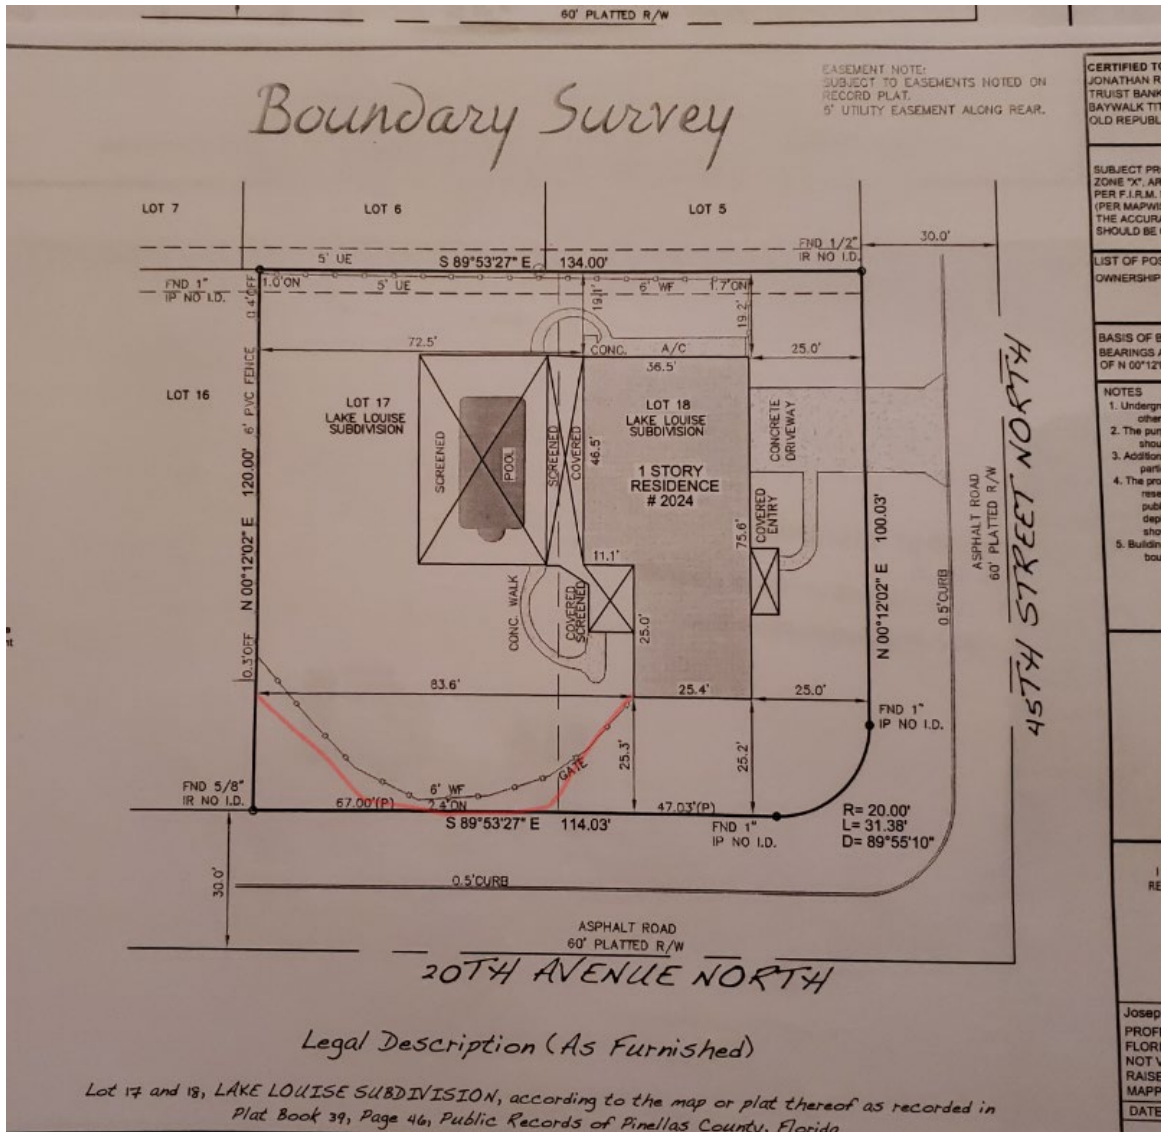 60' PLATTED R/W
EASEMENT NOTE:
SUBJECT TO EASEMENTS NOTED ON
RECORD PLAT.
5' UTILITY EASEMENT ALONG REAR.
CERTIFIED TO
JONATHAN R
TRUIST BANK
BAYWALK TIT
OLD REPUBL
Boundary Survey
SUBJECT PR
ZONE "X", AR
PER F.I.R.M.
(PER MAPWI
THE ACCURA
SHOULD BE
LOT 7
LOT 6
LOT 5
FND 1/2"
IR NO I.D.
30.0'
5' UE
S 89°53'27" E 134.00'
FND 1"
IP NO I.D.
0.4'OFF
1.0'ON
5' UE
6' WF
1.7'ON
LIST OF POS
OWNERSHIP
19.1'
19.2'
72.5'
CONC.
A/C
36.5'
25.0'
BASIS OF B
BEARINGS A
OF N 00°12'
LOT 16
6' PVC FENCE
LOT 17
LAKE LOUISE
SUBDIVISION
LOT 18
LAKE LOUISE
SUBDIVISION
SCREENED
POOL
SCREENED
COVERED
46.5'
1 STORY
RESIDENCE
# 2024
CONCRETE
DRIVEWAY
COVERED
ENTRY
75.6'
NOTES
1. Undergr
other
2. The pur
shou
3. Addition
parti
4. The pro
rese
publ
dep
sho
5. Buildin
bou
N 00°12'02" E 120.00'
11.1'
CONC. WALK
COVERED
SCREENED
25.0'
N 00°12'02" E 100.03'
0.5'CURB
ASPHALT ROAD
60' PLATTED R/W
45TH STREET NORTH
0.3'OFF
83.6'
25.4'
25.0'
FND 1"
IP NO I.D.
25.3'
25.2'
GATE
FND 5/8"
IR NO I.D.
6' WF
67.00'(P)
2.4'ON
47.03'(P)
S 89°53'27" E 114.03'
FND 1"
IP NO I.D.
R= 20.00'
L= 31.38'
D= 89°55'10"
30.0'
0.5'CURB
ASPHALT ROAD
60' PLATTED R/W
20TH AVENUE NORTH
RE
Legal Description (As Furnished)
Lot 17 and 18, LAKE LOUISE SUBDIVISION, according to the map or plat thereof as recorded in
Plat Book 39, Page 46, Public Records of Pinellas County, Florida
Josep
PROF
FLORI
NOT V
RAISE
MAPP
DATE